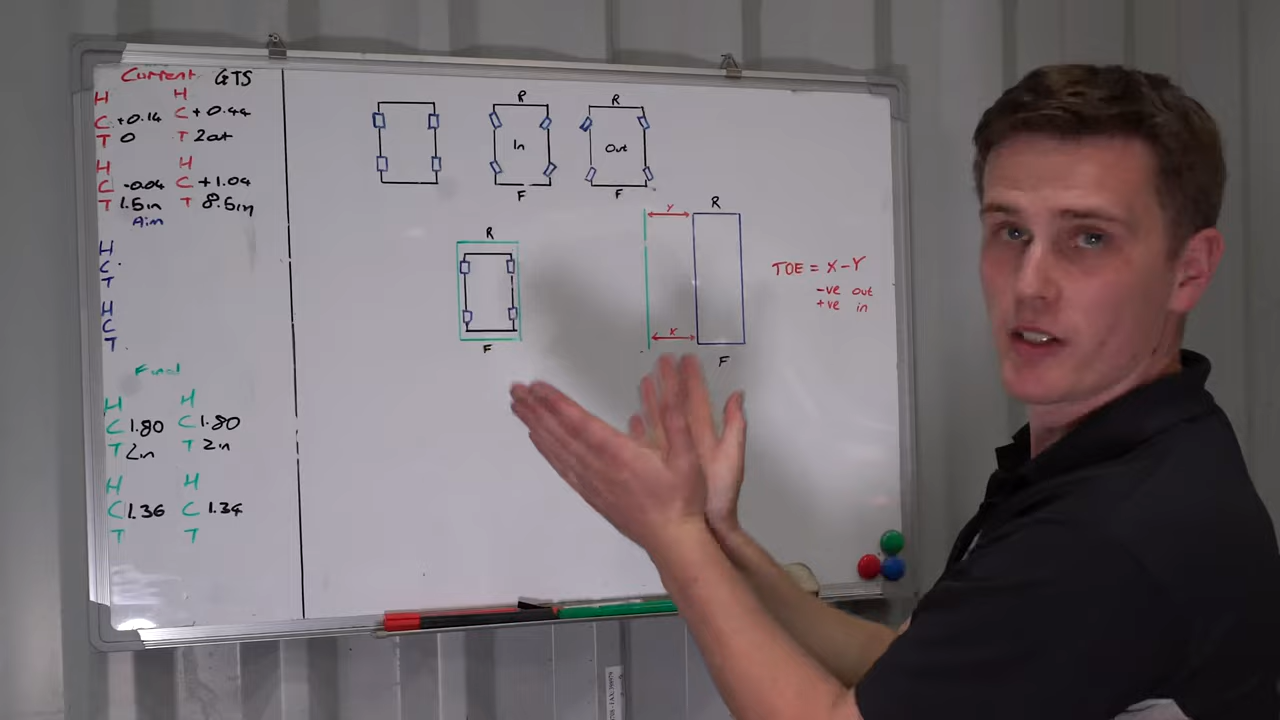 Current GTS
H H
C +0.14 C +0.44
T 0 T 2out
H H
C -0.04 C +1.04
T 1.5in T 8.5in
Aim
H
C
T
H
C
T
Final
H H
C 1.80 C 1.80
T 2in T 2in
H H
C 1.36 C 1.34
T T
R R
In Out
F F
R
F
R
Y
X
F
TOE = X-Y
-ve out
+ve in